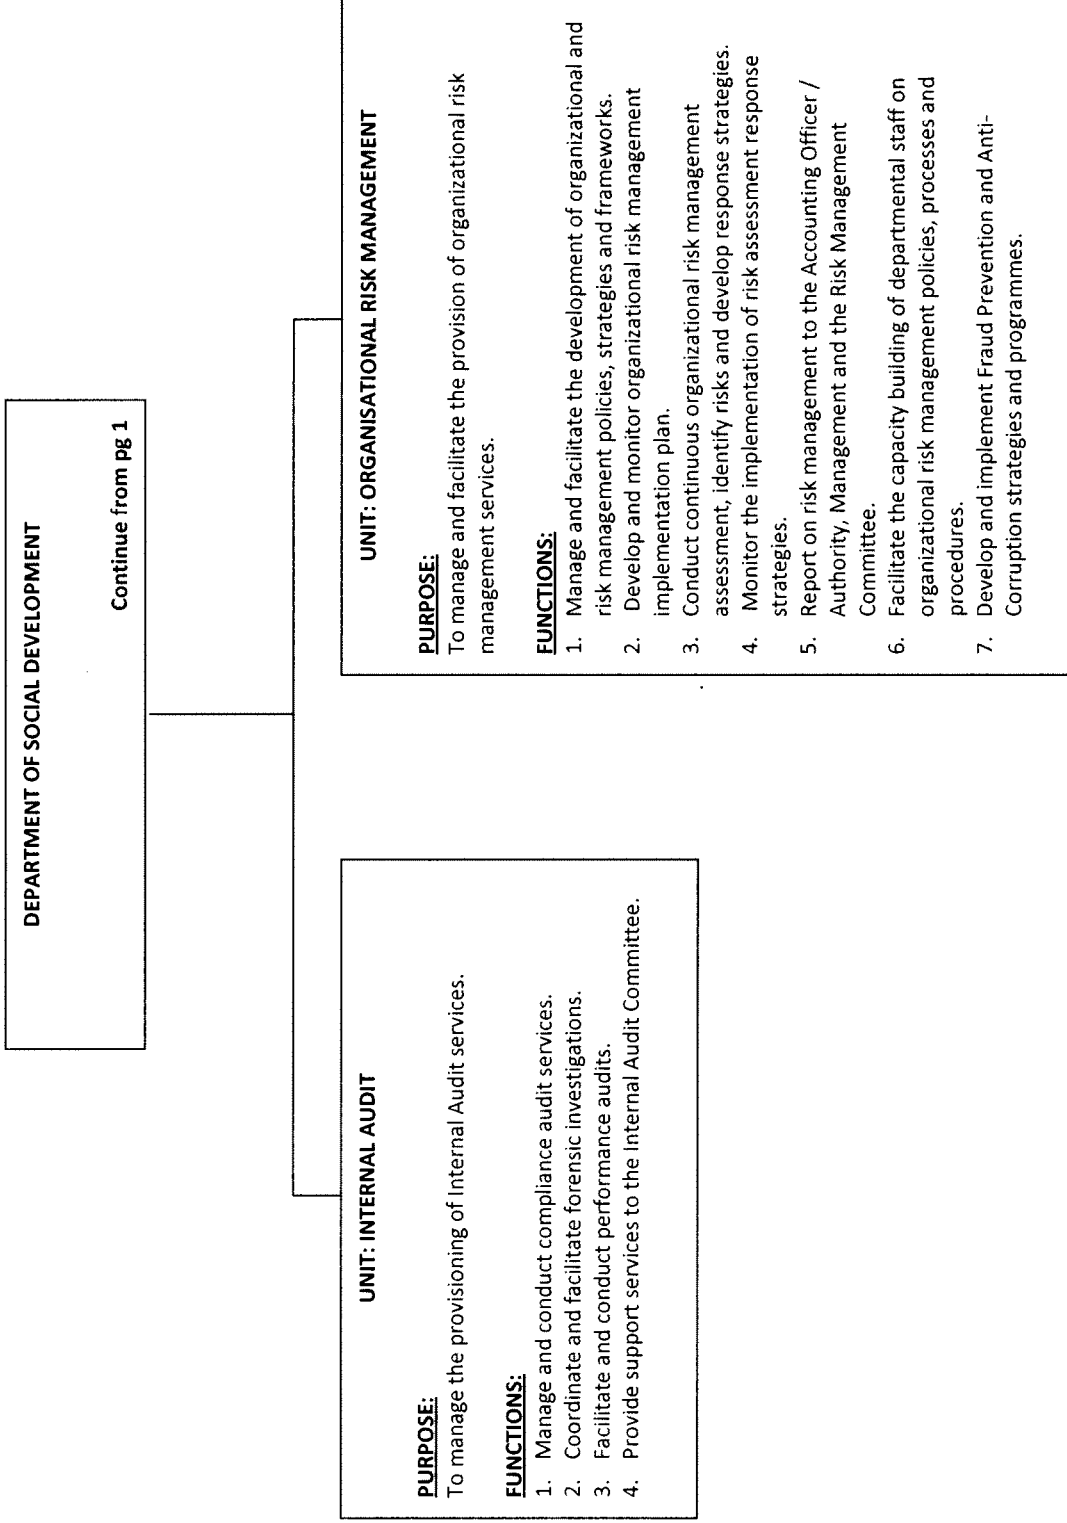 DEPARTMENT OF SOCIAL DEVELOPMENT
Continue from pg 1
UNIT: INTERNAL AUDIT
PURPOSE:
To manage the provisioning of Internal Audit services.
FUNCTIONS:
1. Manage and conduct compliance audit services.
2. Coordinate and facilitate forensic investigations.
3. Facilitate and conduct performance audits.
4. Provide support services to the Internal Audit Committee.
UNIT: ORGANISATIONAL RISK MANAGEMENT
PURPOSE:
To manage and facilitate the provision of organizational risk
management services.
FUNCTIONS:
1. Manage and facilitate the development of organizational and
risk management policies, strategies and frameworks.
2. Develop and monitor organizational risk management
implementation plan.
3. Conduct continuous organizational risk management
assessment, identify risks and develop response strategies.
4. Monitor the implementation of risk assessment response
strategies.
5. Report on risk management to the Accounting Officer /
Authority, Management and the Risk Management
Committee.
6. Facilitate the capacity building of departmental staff on
organizational risk management policies, processes and
procedures.
7. Develop and implement Fraud Prevention and Anti-
Corruption strategies and programmes.